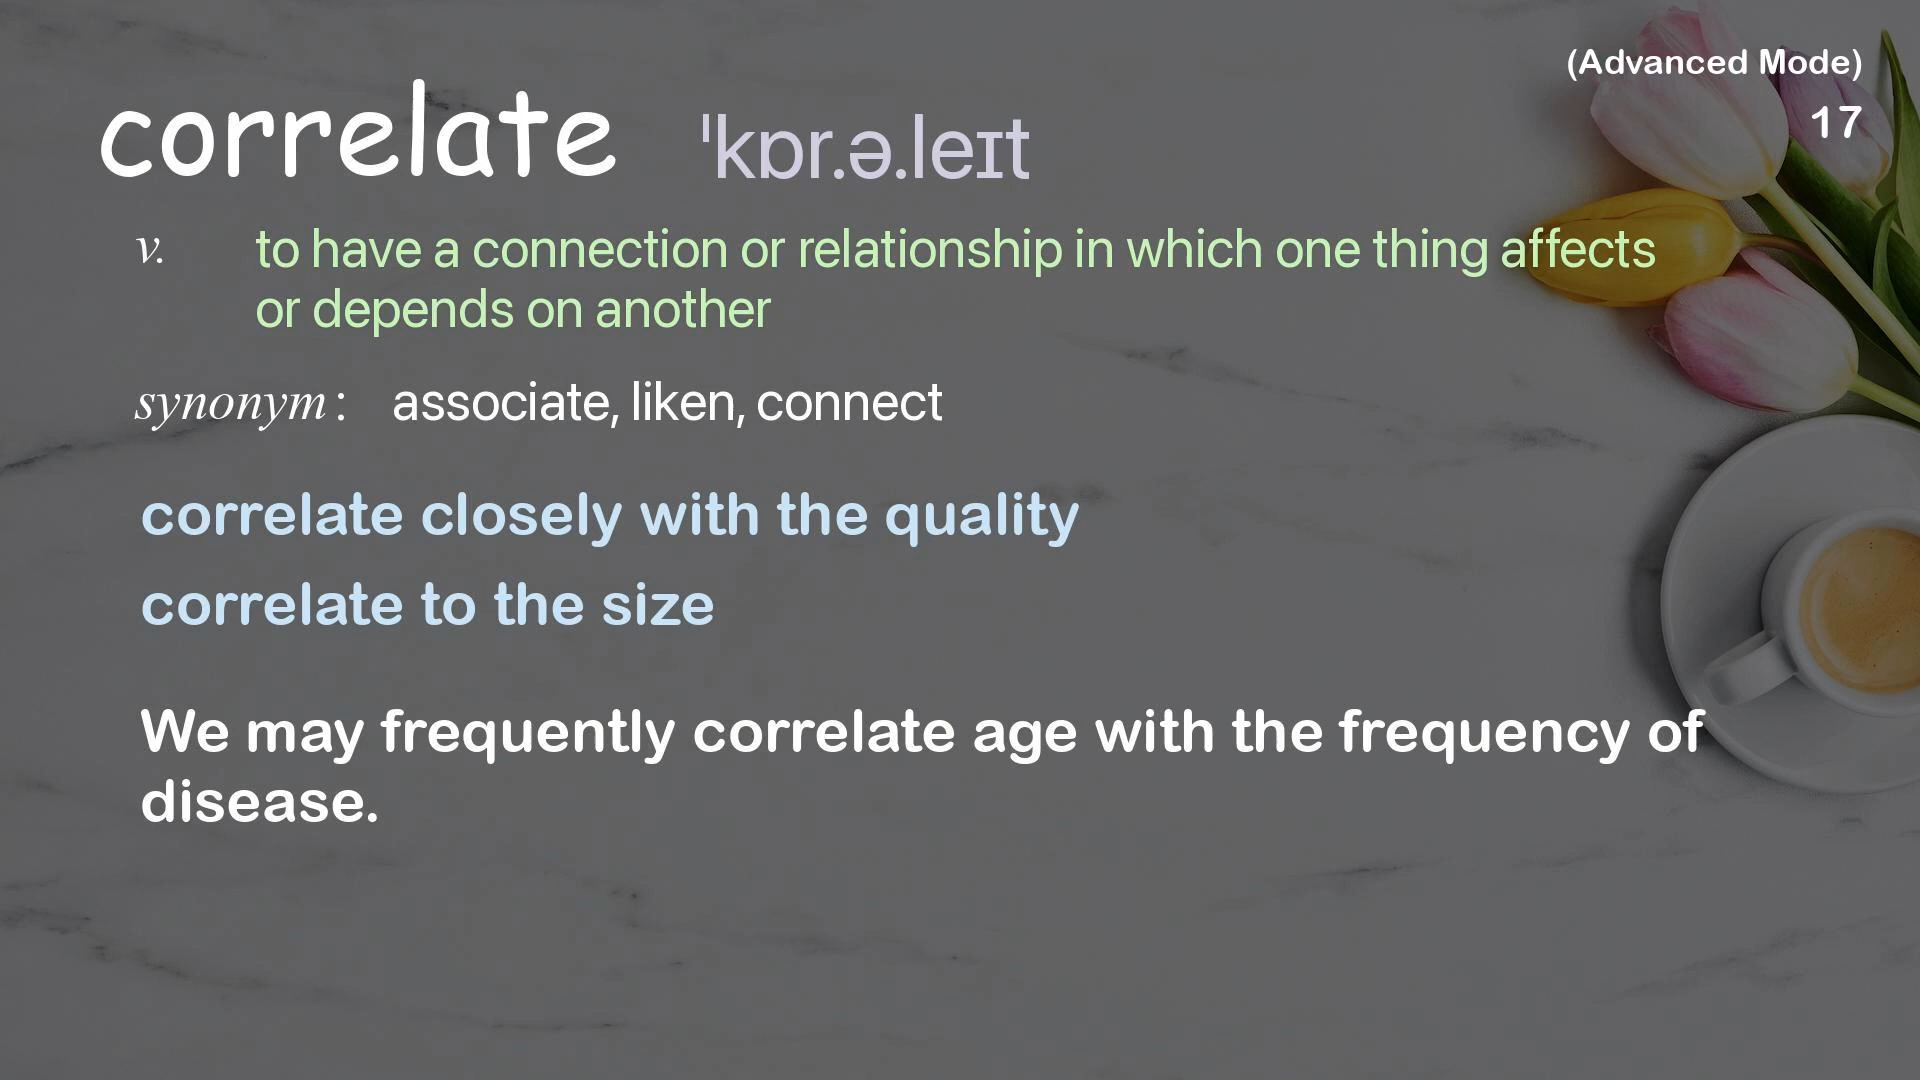 (Advanced Mode)
correlate ˈkɒr.ə.leɪt
17
v. to have a connection or relationship in which one thing affects
or depends on another
synonym : associate, liken, connect
correlate closely with the quality
correlate to the size
We may frequently correlate age with the frequency of
disease.